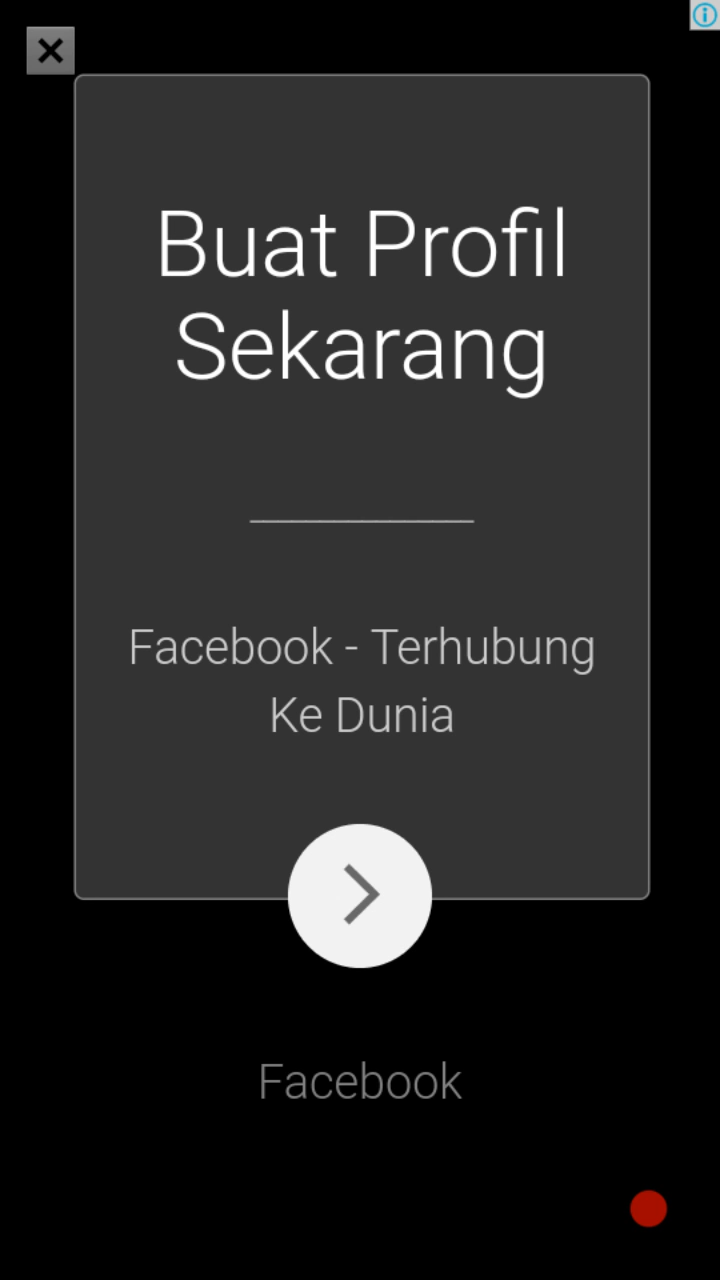 Buat Profil
Sekarang
Facebook - Terhubung
Ke Dunia
Facebook